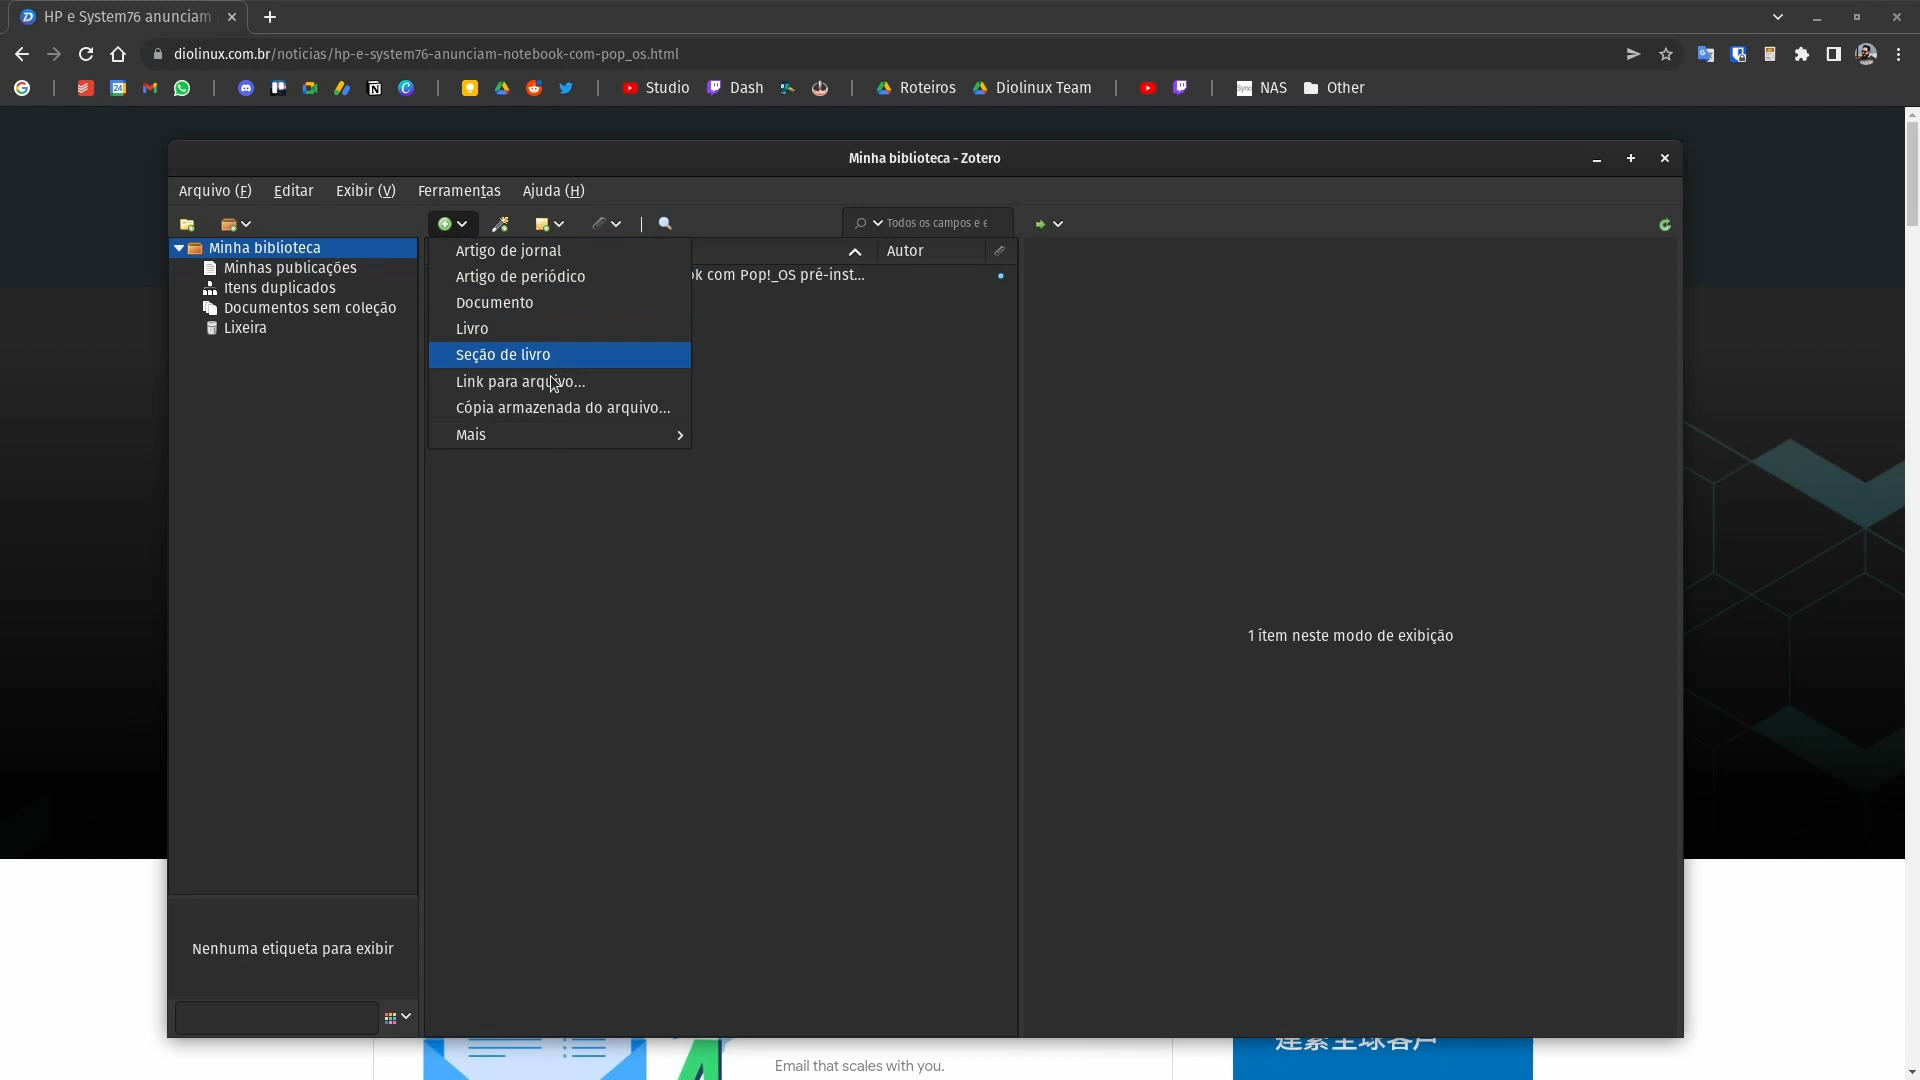 HP e System76 anunciam
diolinux.com.br/noticias/hp-e-system76-anunciam-notebook-com-pop_os.html
Studio
Dash
Roteiros
Diolinux Team
NAS
Other
Minha biblioteca - Zotero
Arquivo (F)
Editar
Exibir (V)
Ferramentas
Ajuda (H)
Todos os campos e e
Minha biblioteca
Minhas publicações
Itens duplicados
Documentos sem coleção
Lixeira
Artigo de jornal
Artigo de periódico
Documento
Livro
Seção de livro
Link para arquivo...
Cópia armazenada do arquivo...
Mais
Autor
ok com Pop!_OS pré-inst...
1 ítem neste modo de exibição
Nenhuma etiqueta para exibir
Email that scales with you.